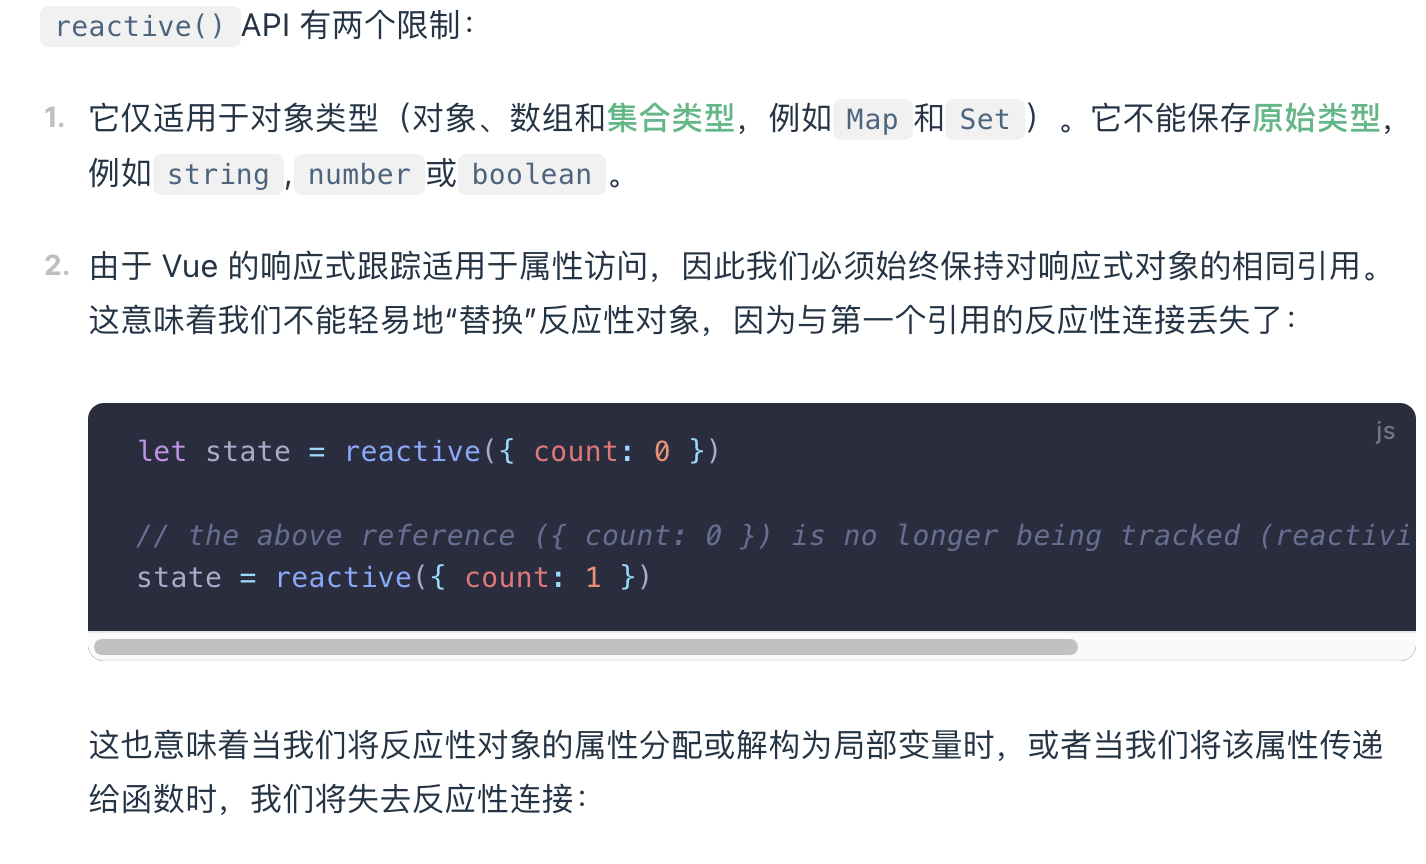 reactive() API 有两个限制：
1. 它仅适用于对象类型（对象、数组和集合类型，例如 Map 和 Set ）。它不能保存原始类型，
例如 string , number 或 boolean 。
2. 由于 Vue 的响应式跟踪适用于属性访问，因此我们必须始终保持对响应式对象的相同引用。
这意味着我们不能轻易地“替换”反应性对象，因为与第一个引用的反应性连接丢失了：
js
let state = reactive({ count: 0 })
// the above reference ({ count: 0 }) is no longer being tracked (reactivi
state = reactive({ count: 1 })
这也意味着当我们将反应性对象的属性分配或解构为局部变量时，或者当我们将该属性传递
给函数时，我们将失去反应性连接：